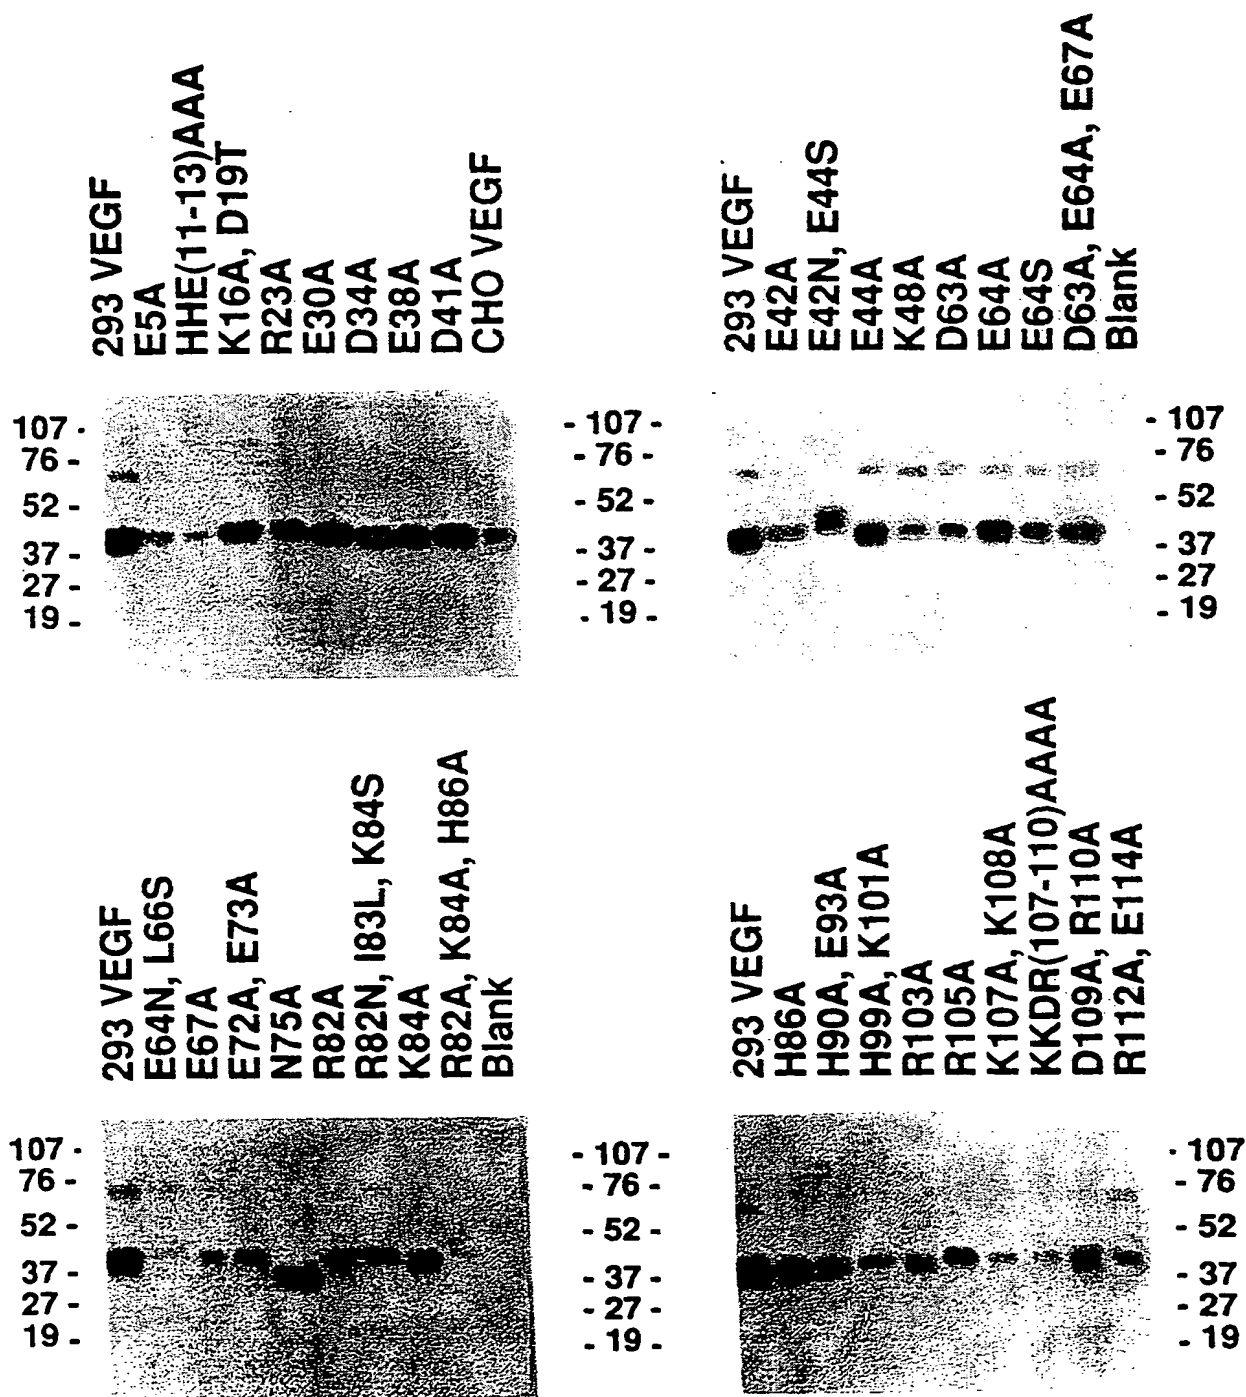 293 VEGF
E5A
HHE(11-13)AAA
K16A, D19T
R23A
E30A
D34A
E38A
D41A
CHO VEGF
107 -
76 -
52 -
37 -
27 -
19 -
293 VEGF
E42A
E42N, E44S
E44A
K48A
D63A
E64A
E64S
D63A, E64A, E67A
Blank
- 107 -
- 76 -
- 52 -
- 37 -
- 27 -
- 19 -
- 107
- 76
- 52
- 37
- 27
- 19
293 VEGF
E64N, L66S
E67A
E72A, E73A
N75A
R82A
R82N, I83L, K84S
K84A
R82A, K84A, H86A
Blank
107 -
76 -
52 -
37 -
27 -
19 -
293 VEGF
H86A
H90A, E93A
H99A, K101A
R103A
R105A
K107A, K108A
KKDR(107-110)AAAA
D109A, R110A
R112A, E114A
- 107 -
- 76 -
- 52 -
- 37 -
- 27 -
- 19 -
- 107
- 76
- 52
- 37
- 27
- 19